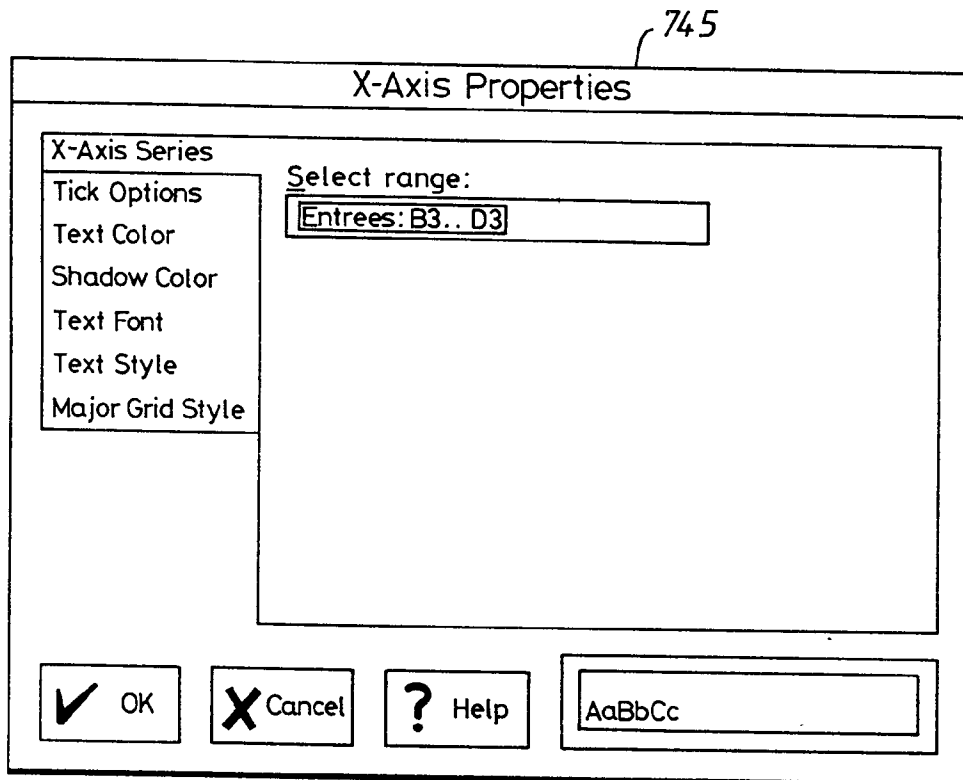 745
X-Axis Properties
X-Axis Series
Tick Options
Text Color
Shadow Color
Text Font
Text Style
Major Grid Style
Select range:
Entrees: B3.. D3
OK
Cancel
? Help
AaBbCc